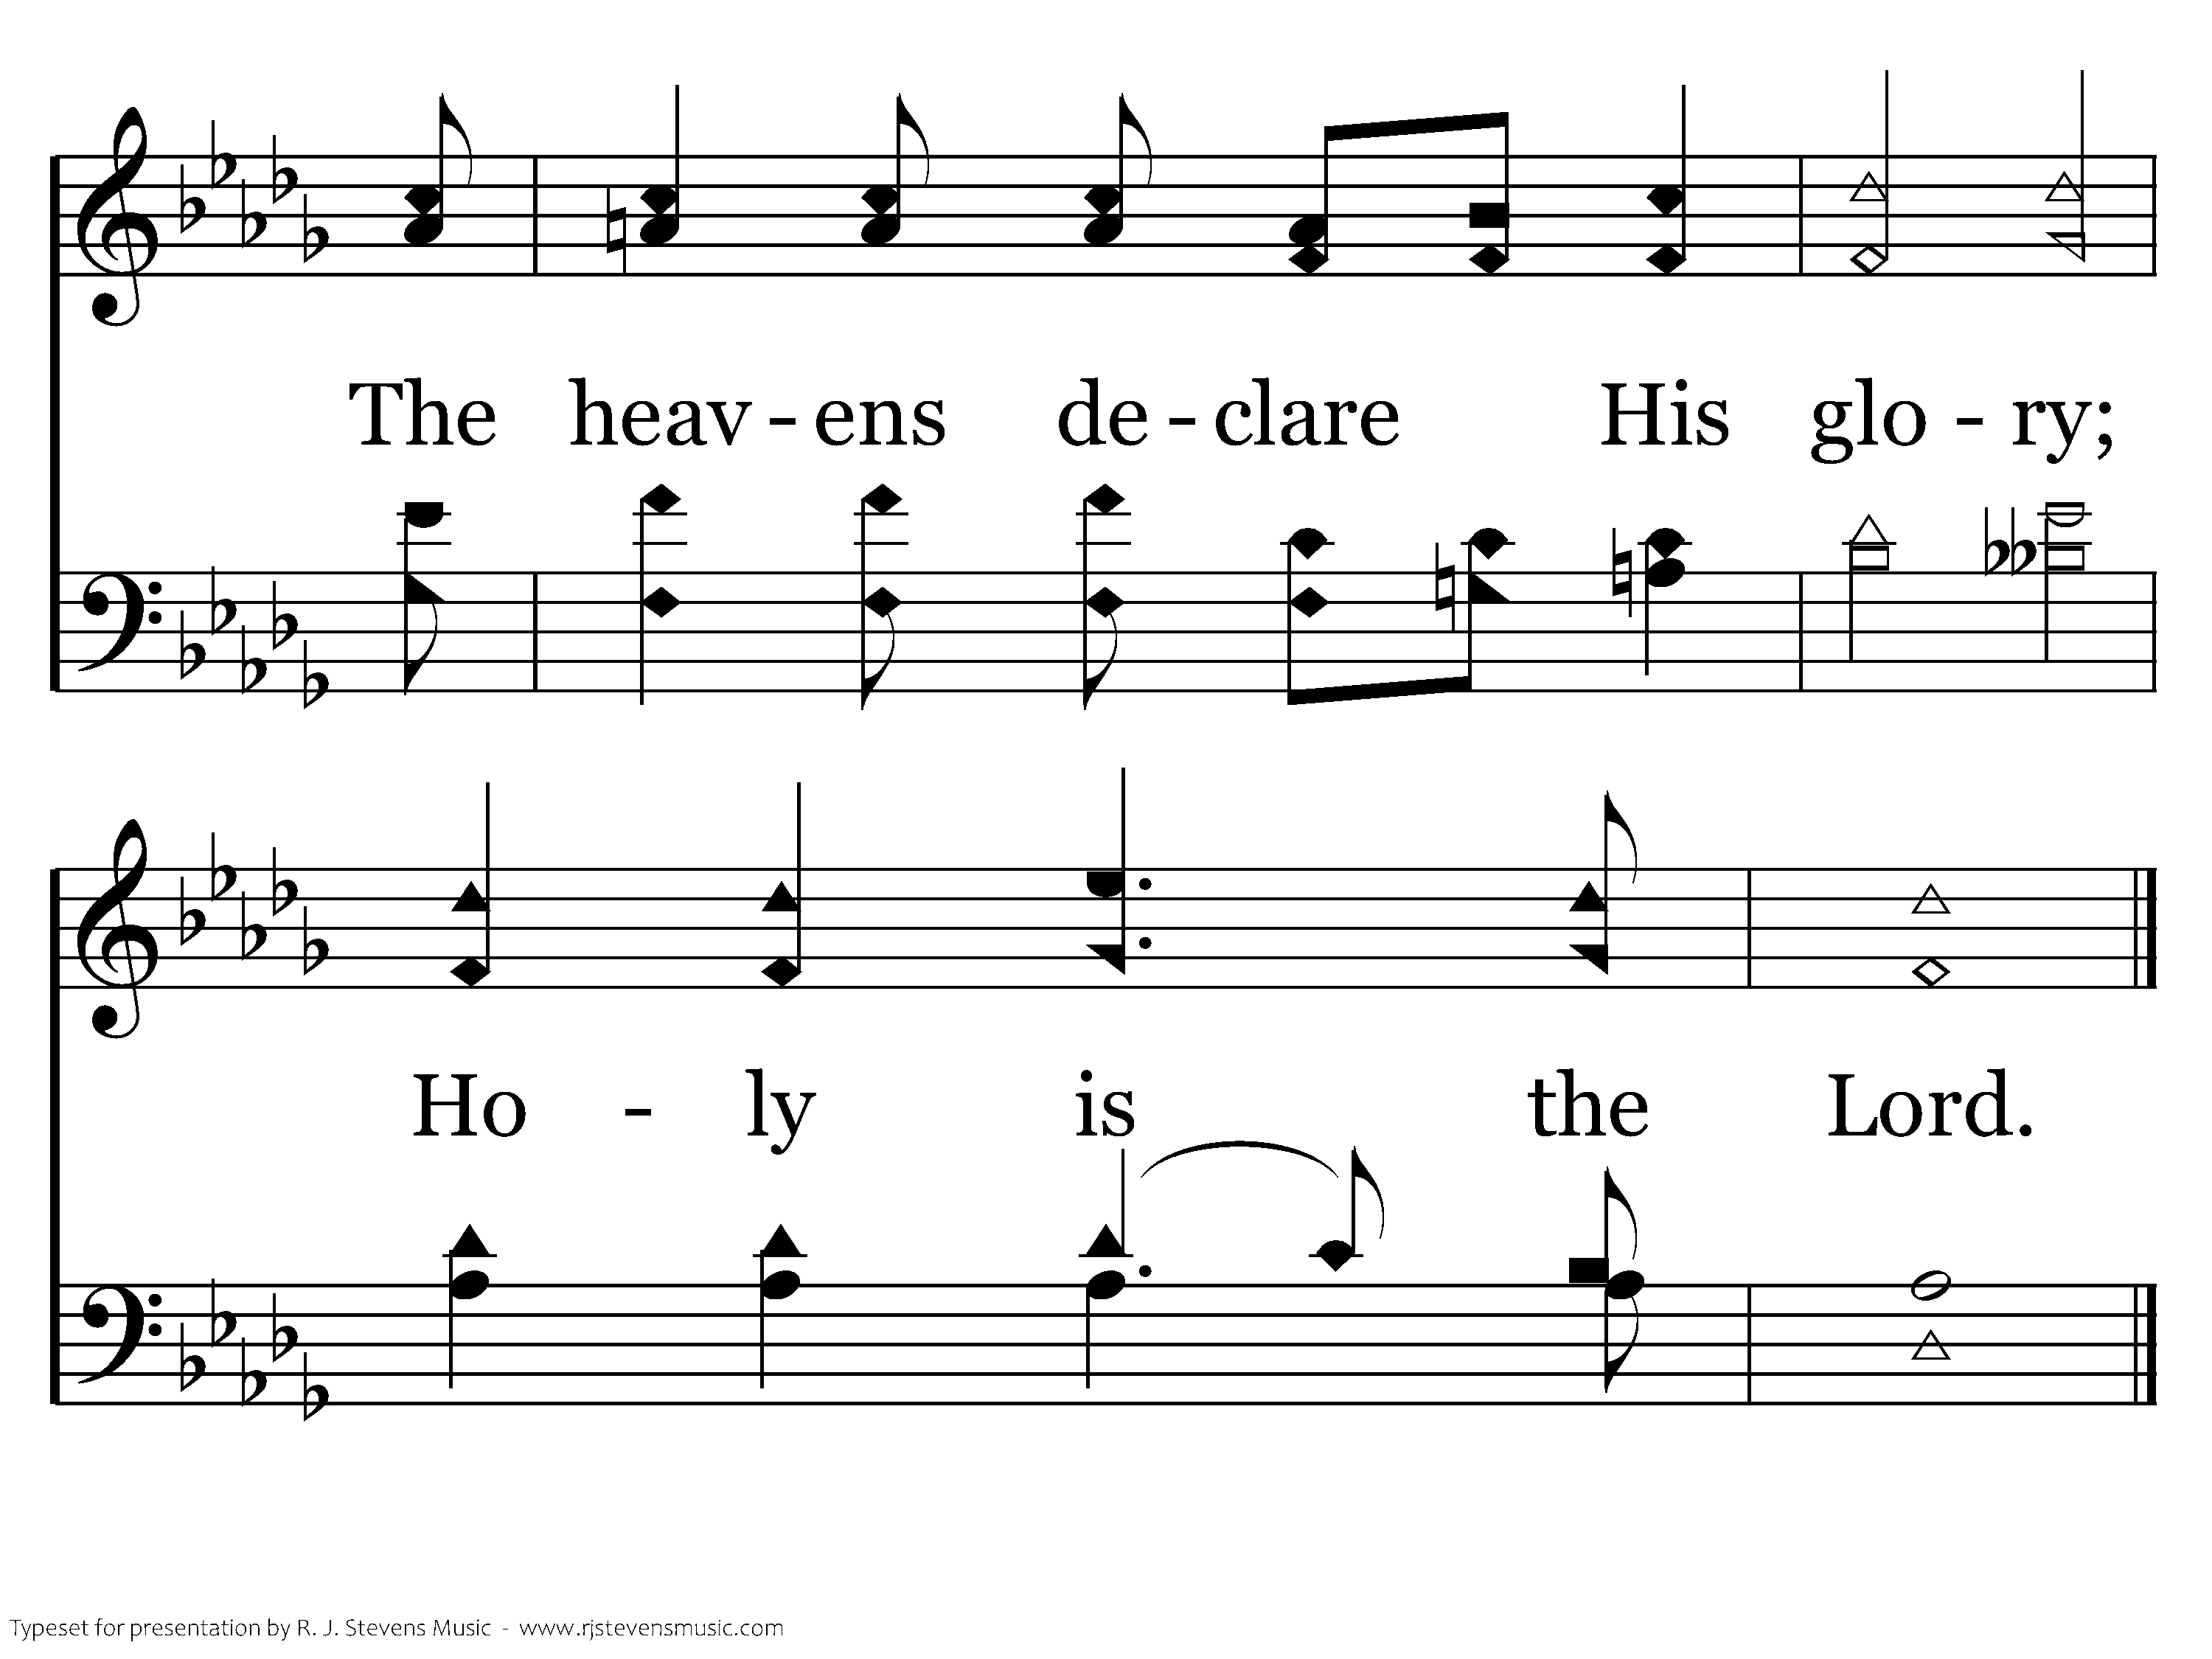 The heav - ens de - clare His glo - ry;
Ho - ly is the Lord.
Typeset for presentation by R. J. Stevens Music - www.rjstevensmusic.com